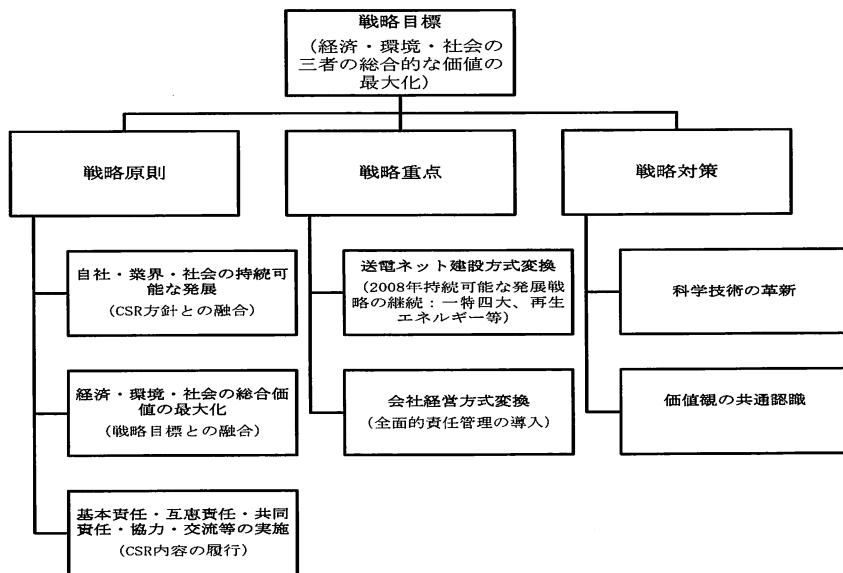 戦略目標
（経済・環境・社会の
三者の総合的な価値の
最大化）
戦略原則
戦略重点
戦略対策
自社・業界・社会の持続可
能な発展
（CSR方針との融合）
送電ネット建設方式変換
（2008年持続可能な発展戦
略の継続：一特四大、再生
エネルギー等）
科学技術の革新
経済・環境・社会の総合価
値の最大化
（戦略目標との融合）
会社経営方式変換
（全面的責任管理の導入）
価値観の共通認識
基本責任・互恵責任・共同
責任・協力・交流等の実施
（CSR内容の履行）